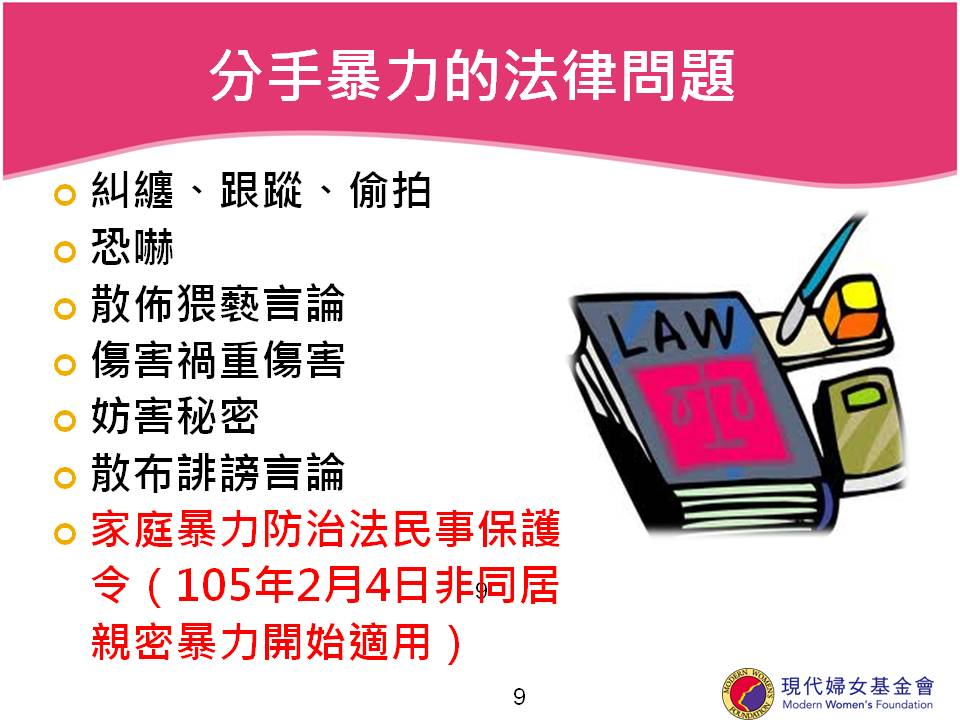 分手暴力的法律問題
糾纏、跟蹤、偷拍
恐嚇
散佈猥褻言論
傷害禍重傷害
妨害秘密
散布誹謗言論
家庭暴力防治法民事保護
令（105年2月4日非同居
親密暴力開始適用）
LAW
9
9
MODERN WOMEN'S FOUNDATION
現代婦女基金會
Modern Women's Foundation